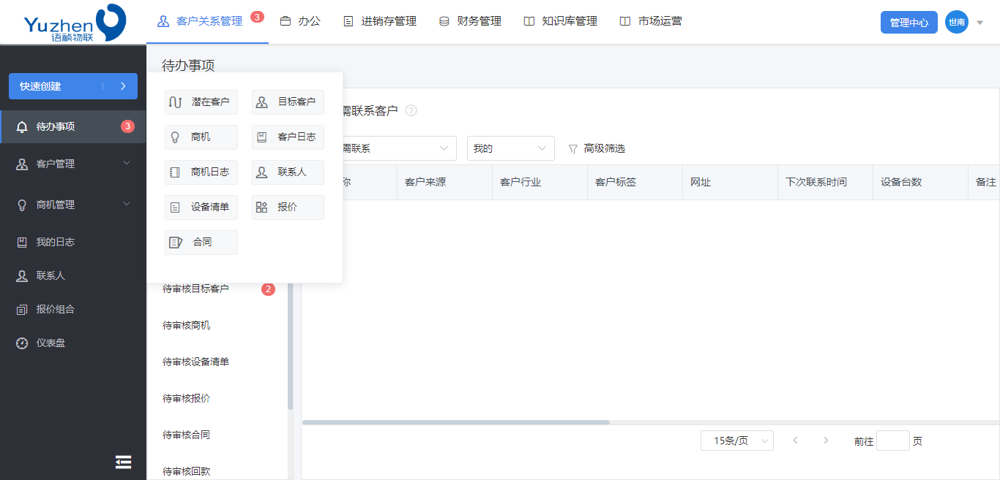 Yuzhen
语祯物联
客户关系管理 3 办公 进销存管理 财务管理 知识库管理 市场运营 管理中心 世南
快速创建
待办事项 3
客户管理
商机管理
我的日志
联系人
报价组合
仪表盘
待办事项
潜在客户 目标客户
商机 客户日志
商机日志 联系人
设备清单 报价
合同
待审核目标客户 2
待审核商机
待审核设备清单
待审核报价
待审核合同
待审核回款
需联系客户 ?
需联系 我的 高级筛选
称 客户来源 客户行业 客户标签 网址 下次联系时间 设备台数 备注
15条/页 前往 页